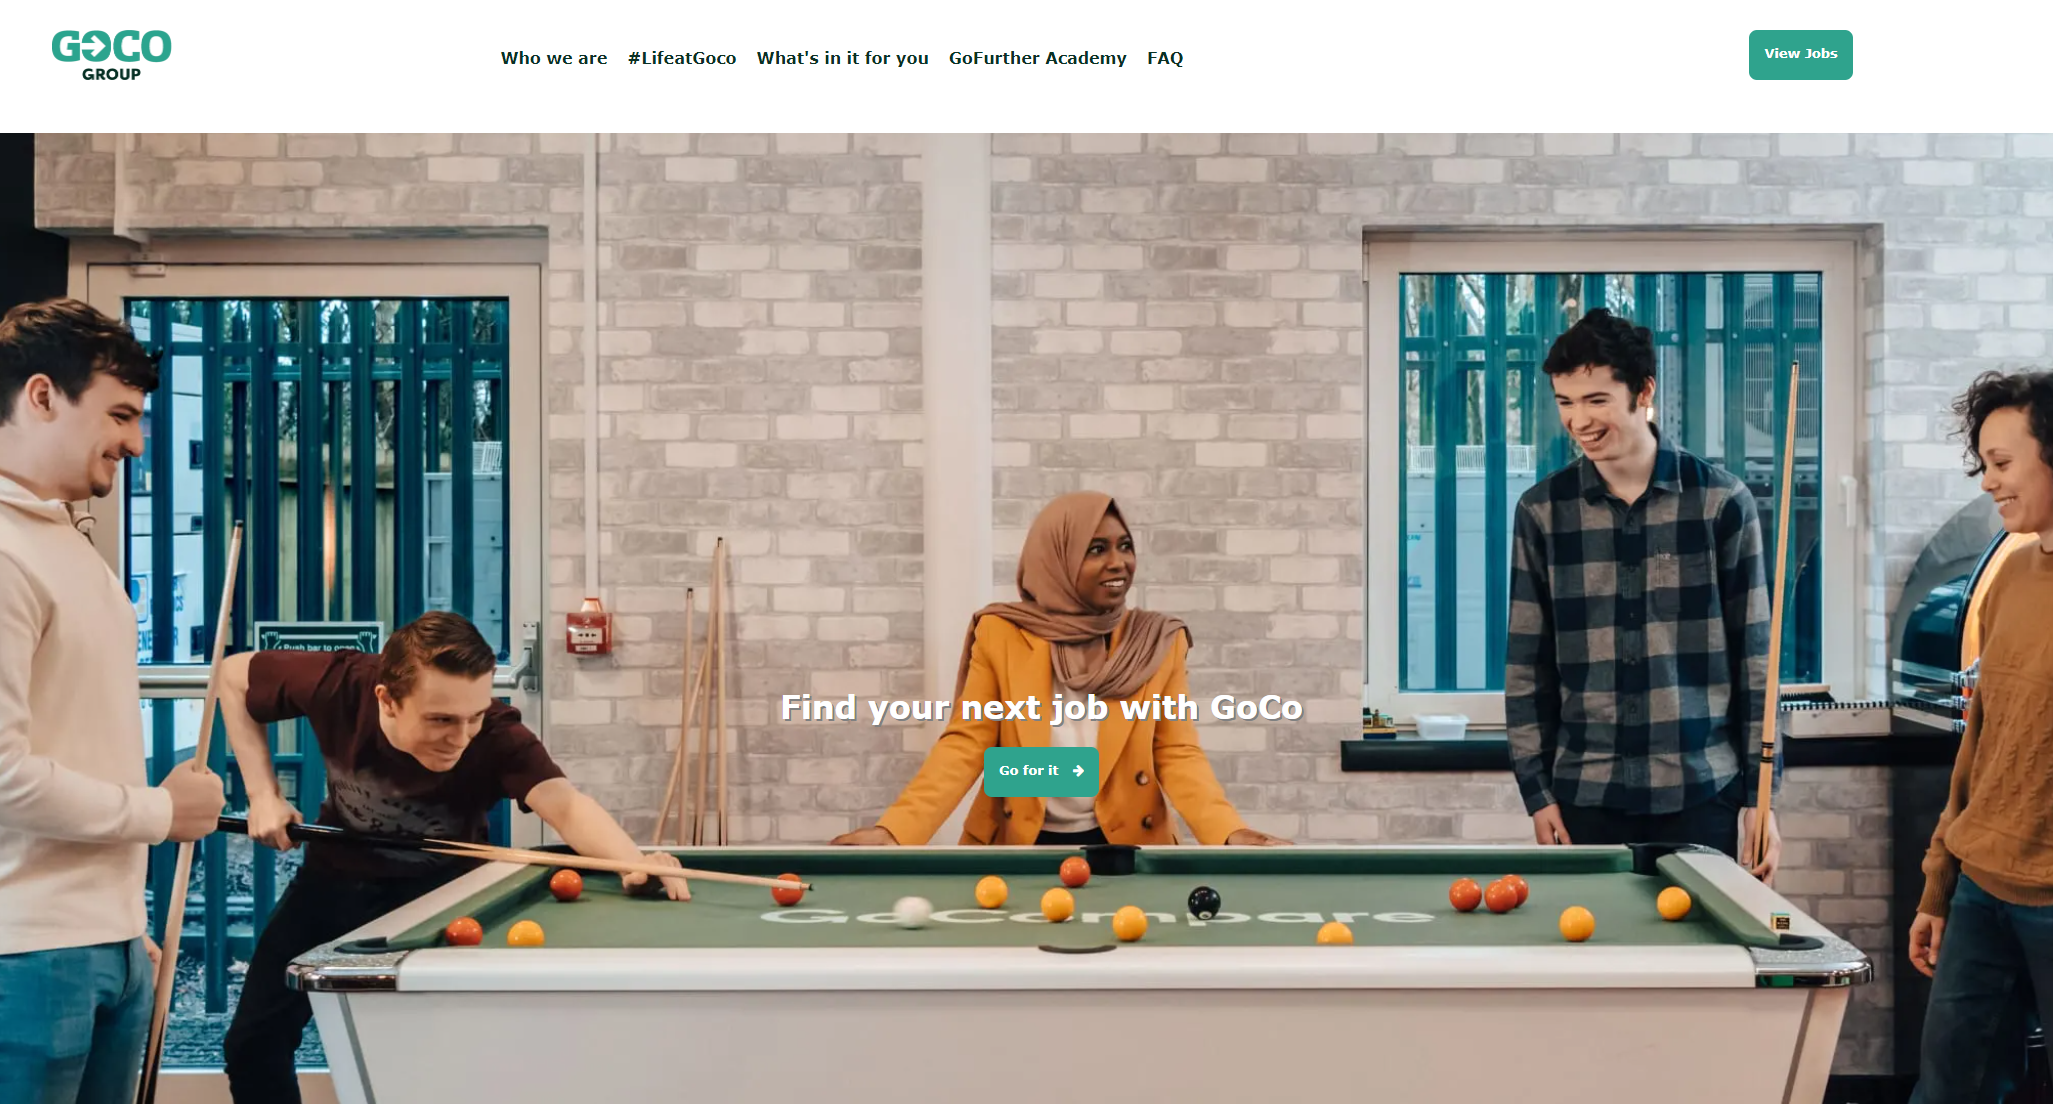 GOCO
GROUP
Who we are
#LifeatGoco
What's in it for you
GoFurther Academy
FAQ
View Jobs
Push bar to open
Find your next job with GoCo
Go for it
GoCompare